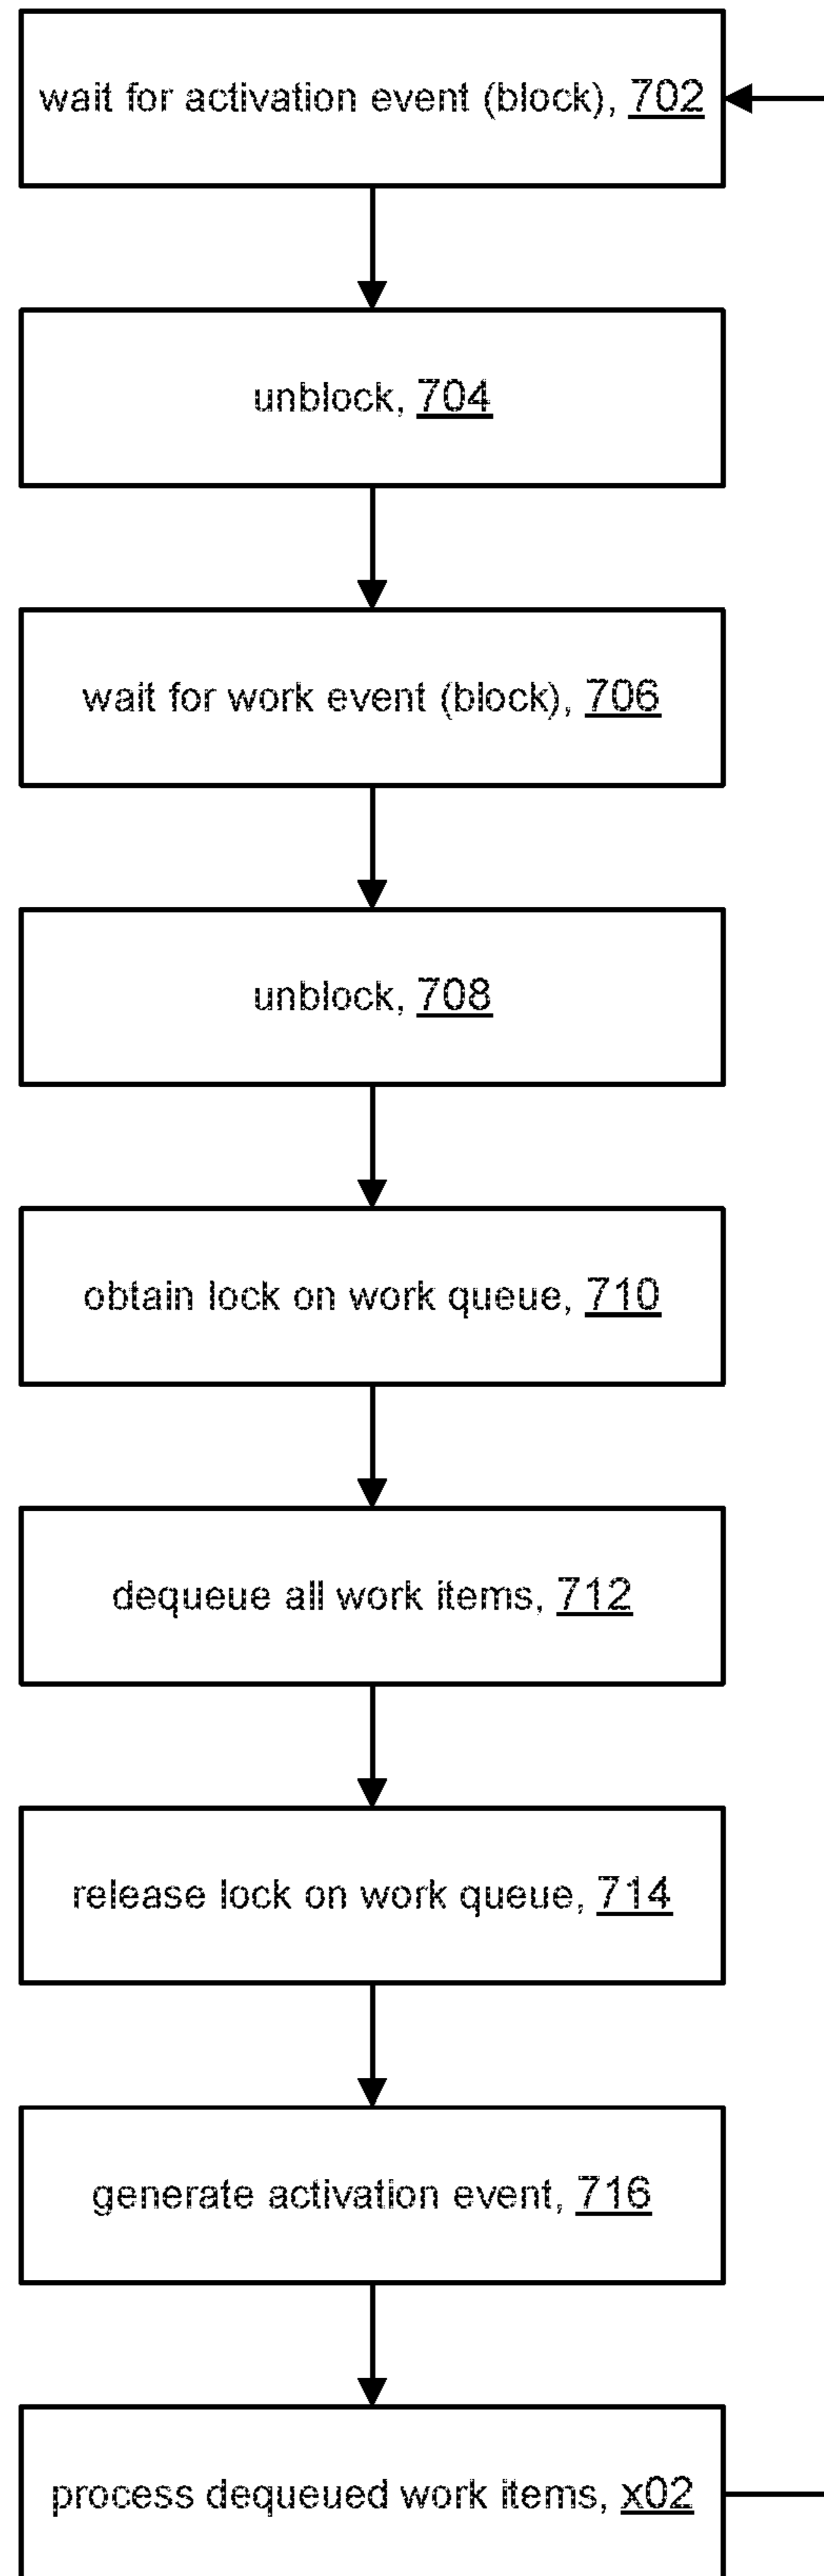 wait for activation event (block), 702
unblock, 704
wait for work event (block), 706
unblock, 708
obtain lock on work queue, 710
dequeue all work items, 712
release lock on work queue, 714
generate activation event, 716
process dequeued work items, x02